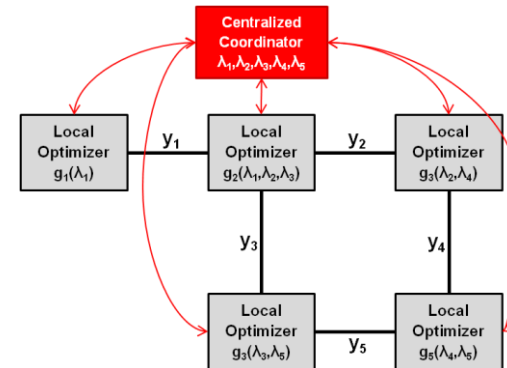 Centralized
Coordinator
λ₁,λ₂,λ₃,λ₄,λ₅
Local
Optimizer
g₁(λ₁)
y₁
Local
Optimizer
g₂(λ₁,λ₂,λ₃)
y₂
Local
Optimizer
g₃(λ₂,λ₄)
y₃
y₄
Local
Optimizer
g₃(λ₃,λ₅)
y₅
Local
Optimizer
g₅(λ₄,λ₅)